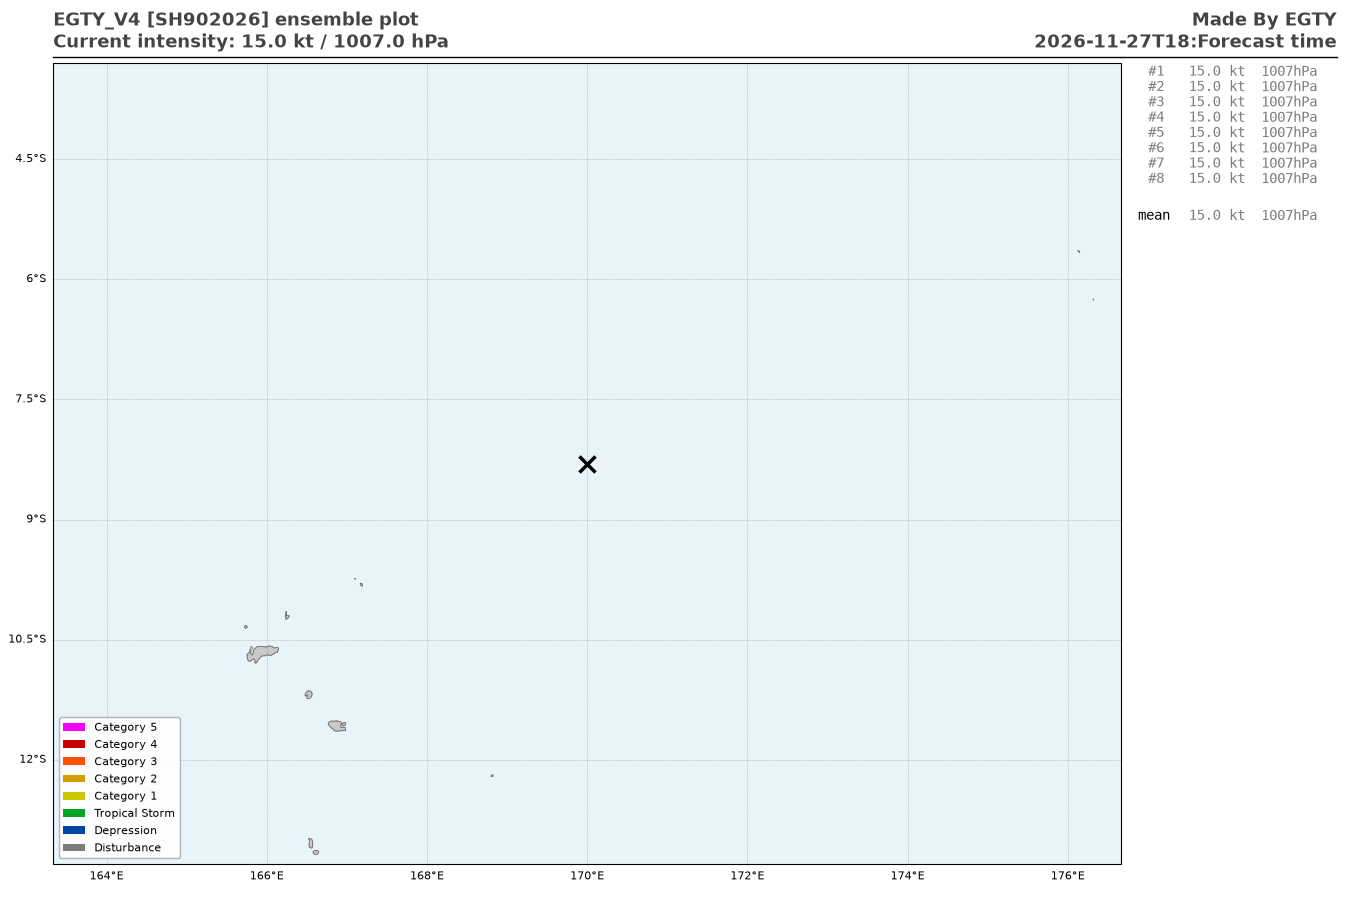 EGTY_V4 [SH902026] ensemble plot
Made By EGTY
Current intensity: 15.0 kt / 1007.0 hPa
2026-11-27T18:Forecast time
#1 15.0 kt 1007hPa
#2 15.0 kt 1007hPa
#3 15.0 kt 1007hPa
#4 15.0 kt 1007hPa
#5 15.0 kt 1007hPa
#6 15.0 kt 1007hPa
#7 15.0 kt 1007hPa
#8 15.0 kt 1007hPa
mean 15.0 kt 1007hPa
4.5°S
6°S
7.5°S
9°S
10.5°S
12°S
Category 5
Category 4
Category 3
Category 2
Category 1
Tropical Storm
Depression
Disturbance
164°E 166°E 168°E 170°E 172°E 174°E 176°E